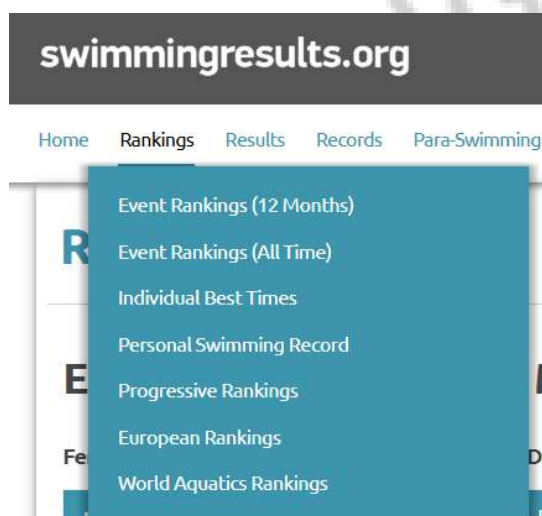 swimmingresults.org
Home Rankings Results Records Para-Swimming
Event Rankings (12 Months)
R
Event Rankings (All Time)
Individual Best Times
Personal Swimming Record
E
Progressive Rankings
European Rankings
Fe
World Aquatics Rankings